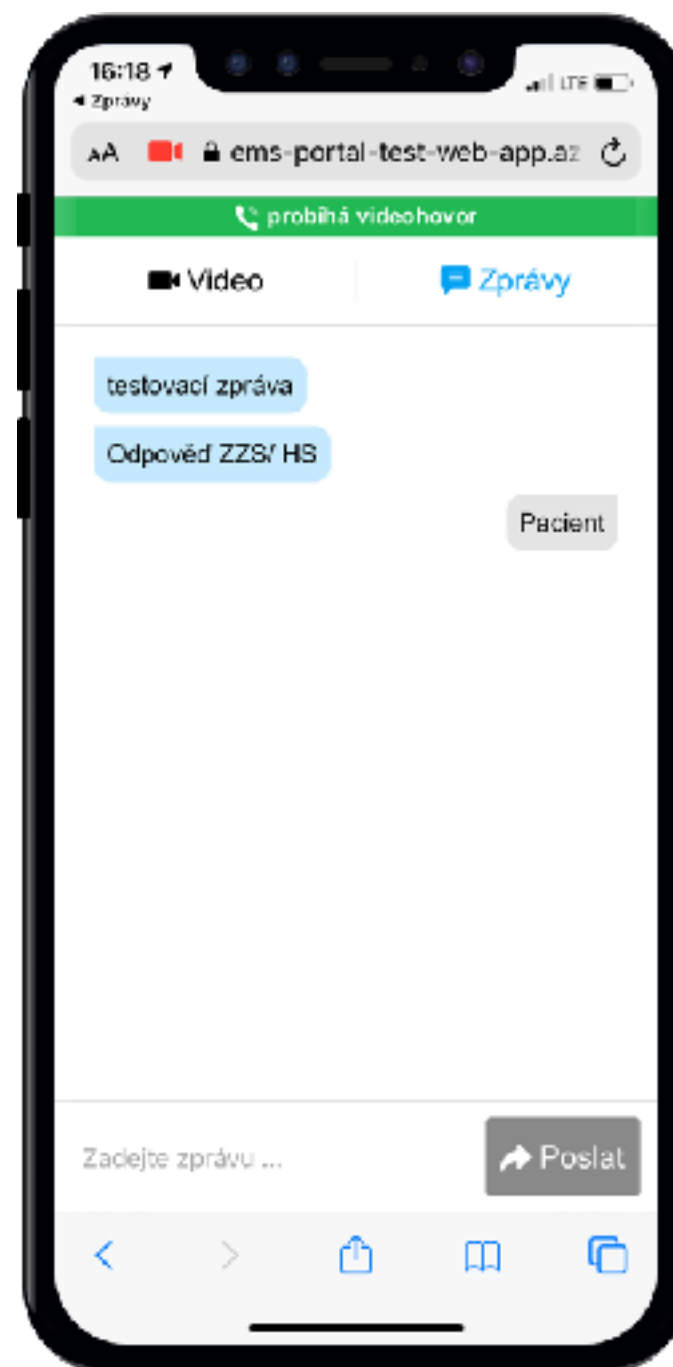 16:18
◀ Zprávy
LTE
AA ems-portal-test-web-app.az
probíhá videohovor
Video
Zprávy
testovací zpráva
Odpověď ZZS/ HS
Pacient
Zadejte zprávu ...
Poslat